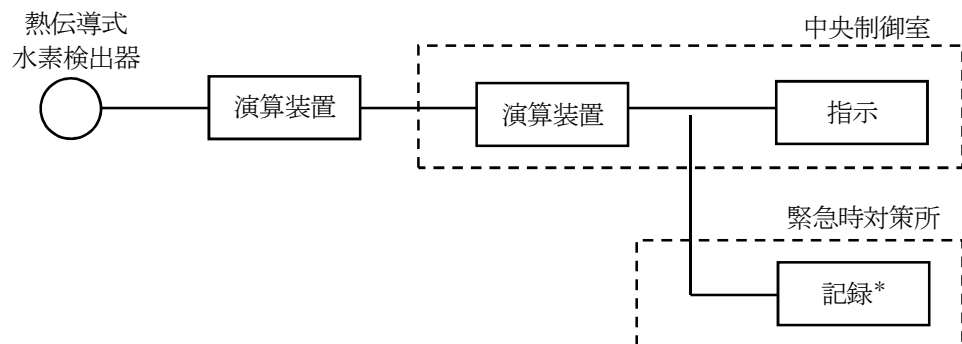 熱伝導式
水素検出器
中央制御室
演算装置
演算装置
指示
緊急時対策所
記録*